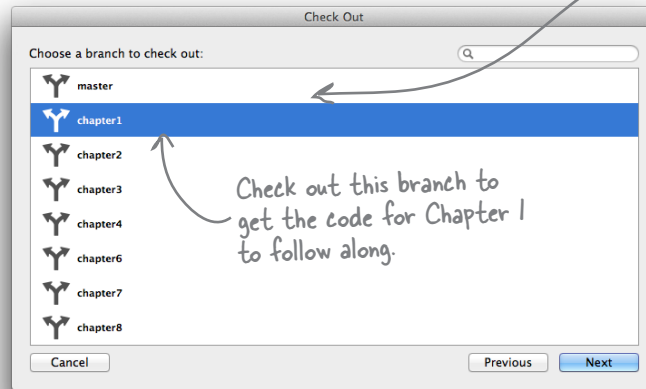 Check Out
Choose a branch to check out:
master
chapter1
chapter2
chapter3
chapter4
chapter6
chapter7
chapter8
Check out this branch to
get the code for Chapter 1
to follow along.
Cancel
Previous
Next